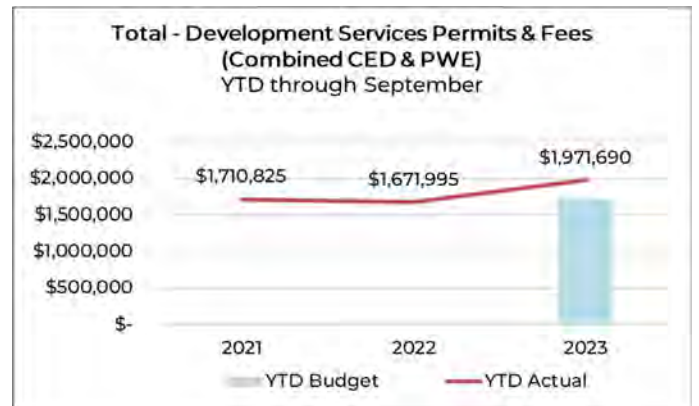 Total - Development Services Permits & Fees
(Combined CED & PWE)
YTD through September
$2,500,000
$2,000,000
$1,500,000
$1,000,000
$500,000
$-
$1,710,825
$1,671,995
$1,971,690
2021
2022
2023
YTD Budget
YTD Actual